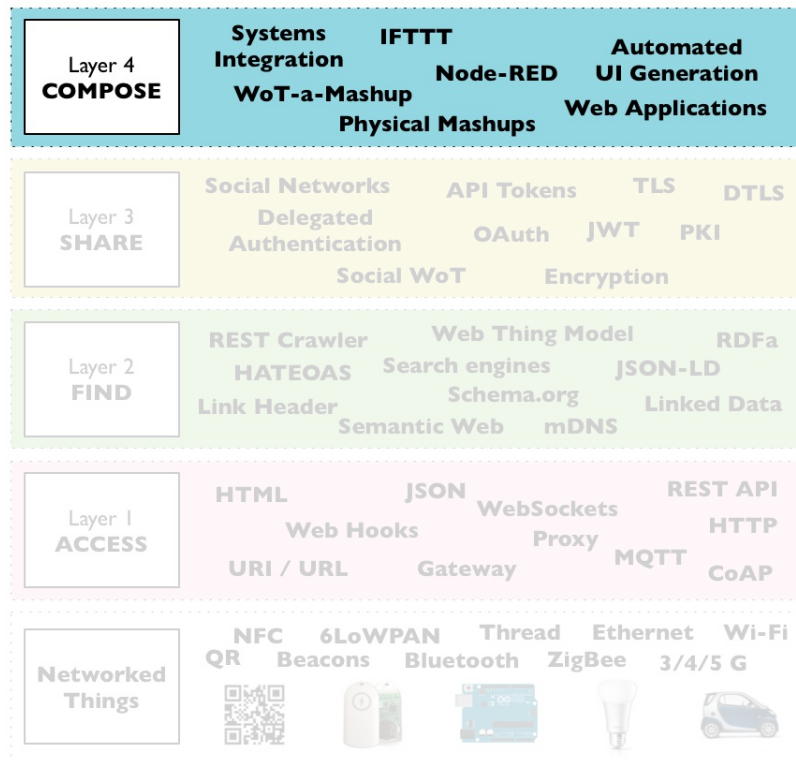 Layer 4
COMPOSE
Systems
Integration
IFTTT
Node-RED
Automated
UI Generation
WoT-a-Mashup
Physical Mashups
Web Applications
Layer 3
SHARE
Social Networks
API Tokens
TLS
DTLS
Delegated
Authentication
OAuth
JWT
PKI
Social WoT
Encryption
Layer 2
FIND
REST Crawler
Web Thing Model
RDFa
HATEOAS
Search engines
JSON-LD
Link Header
Schema.org
Linked Data
Semantic Web
mDNS
Layer 1
ACCESS
HTML
JSON
WebSockets
REST API
Web Hooks
Proxy
HTTP
URI / URL
Gateway
MQTT
CoAP
Networked
Things
NFC
6LoWPAN
Thread
Ethernet
Wi-Fi
QR
Beacons
Bluetooth
ZigBee
3/4/5 G